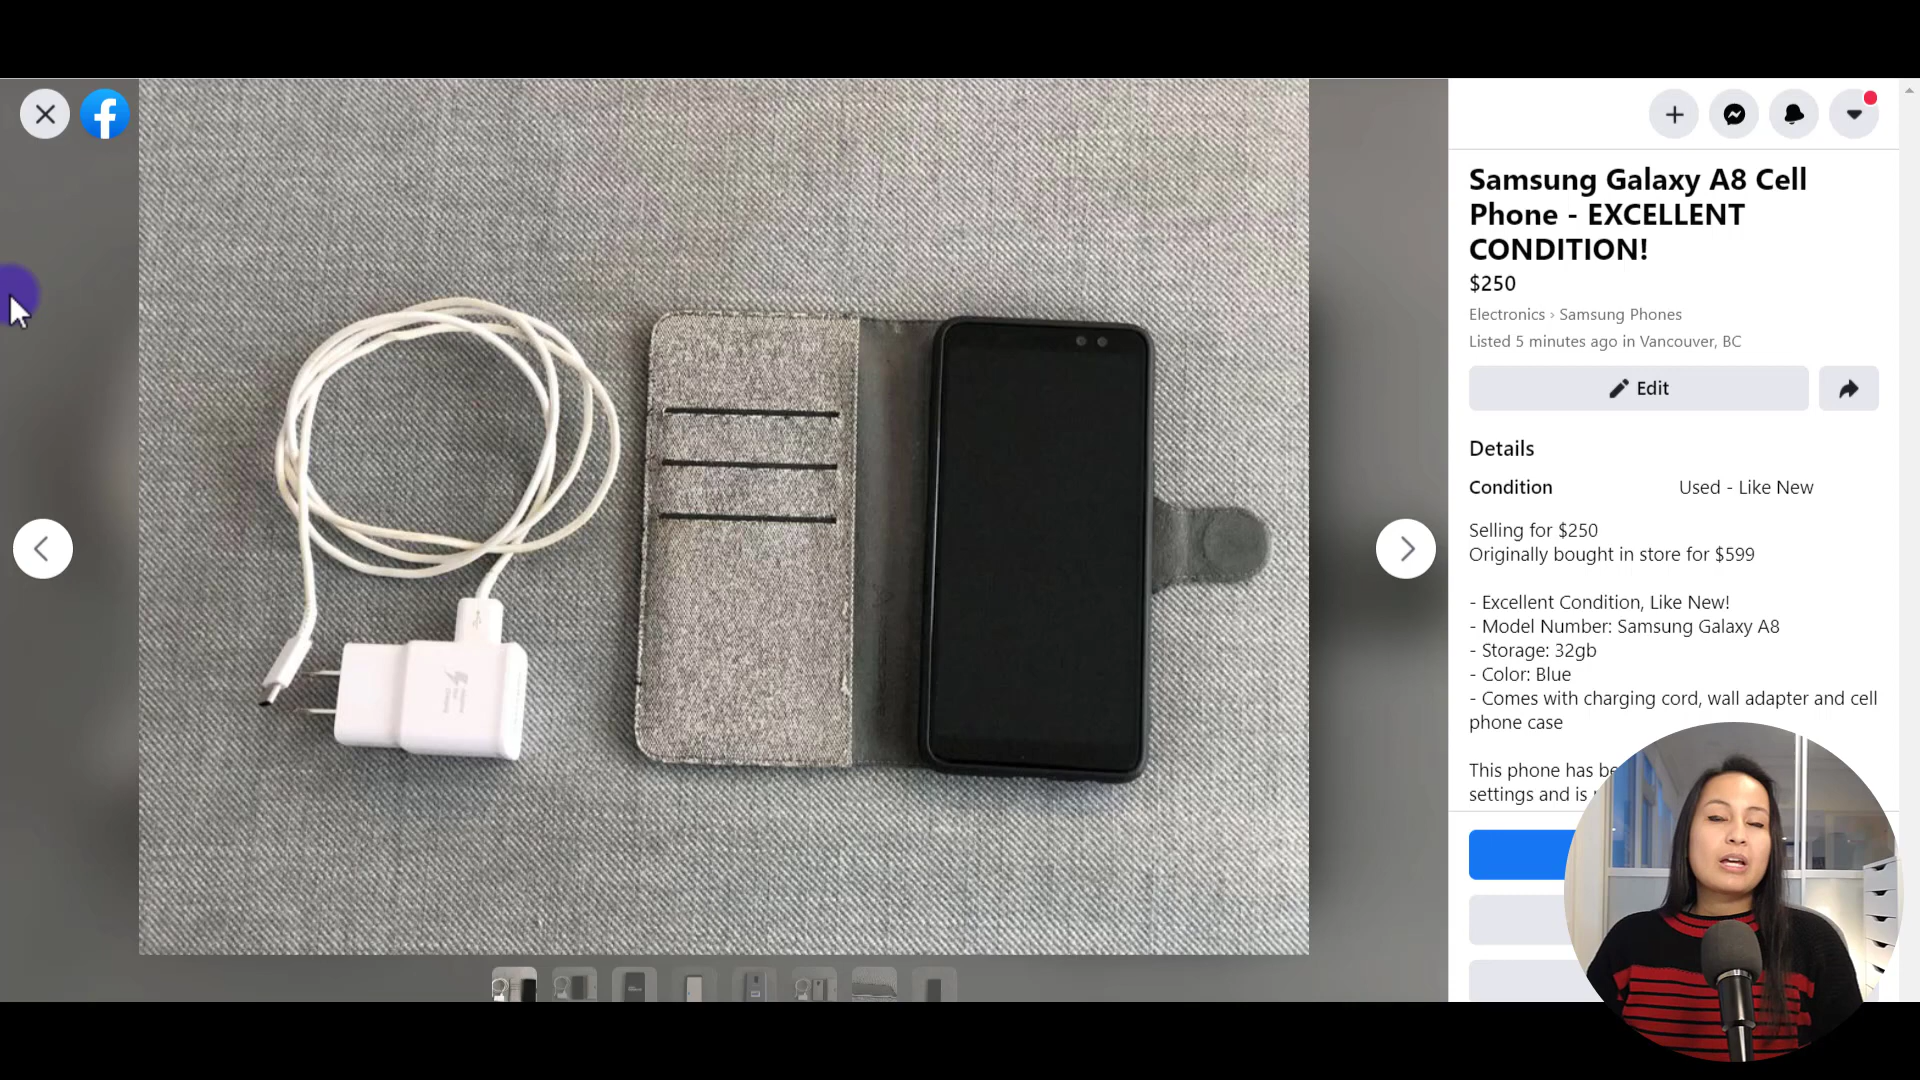 Samsung Galaxy A8 Cell
Phone - EXCELLENT
CONDITION!
$250
Electronics › Samsung Phones
Listed 5 minutes ago in Vancouver, BC
Edit
Details
Condition Used - Like New
Selling for $250
Originally bought in store for $599
- Excellent Condition, Like New!
- Model Number: Samsung Galaxy A8
- Storage: 32gb
- Color: Blue
- Comes with charging cord, wall adapter and cell
phone case
This phone has
settings and is